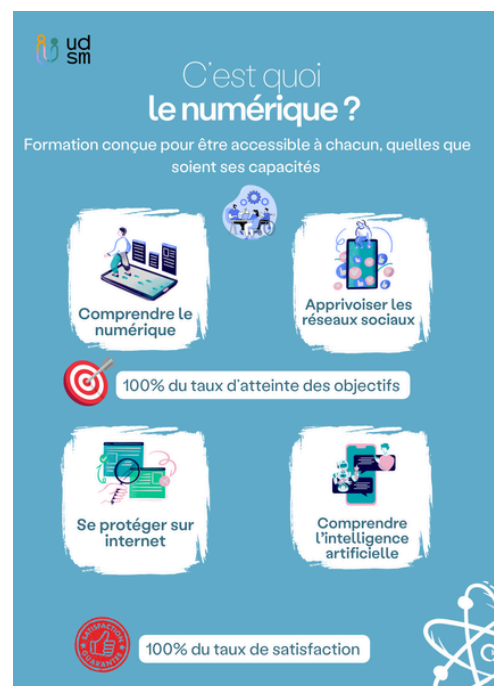 ud
sm
C'est quoi
le numérique ?
Formation conçue pour être accessible à chacun, quelles que
soient ses capacités
Comprendre le
numérique
Apprivoiser les
réseaux sociaux
100% du taux d'atteinte des objectifs
Se protéger sur
internet
Comprendre
l'intelligence
artificielle
SATISFACTION
GUARANTEE
100% du taux de satisfaction